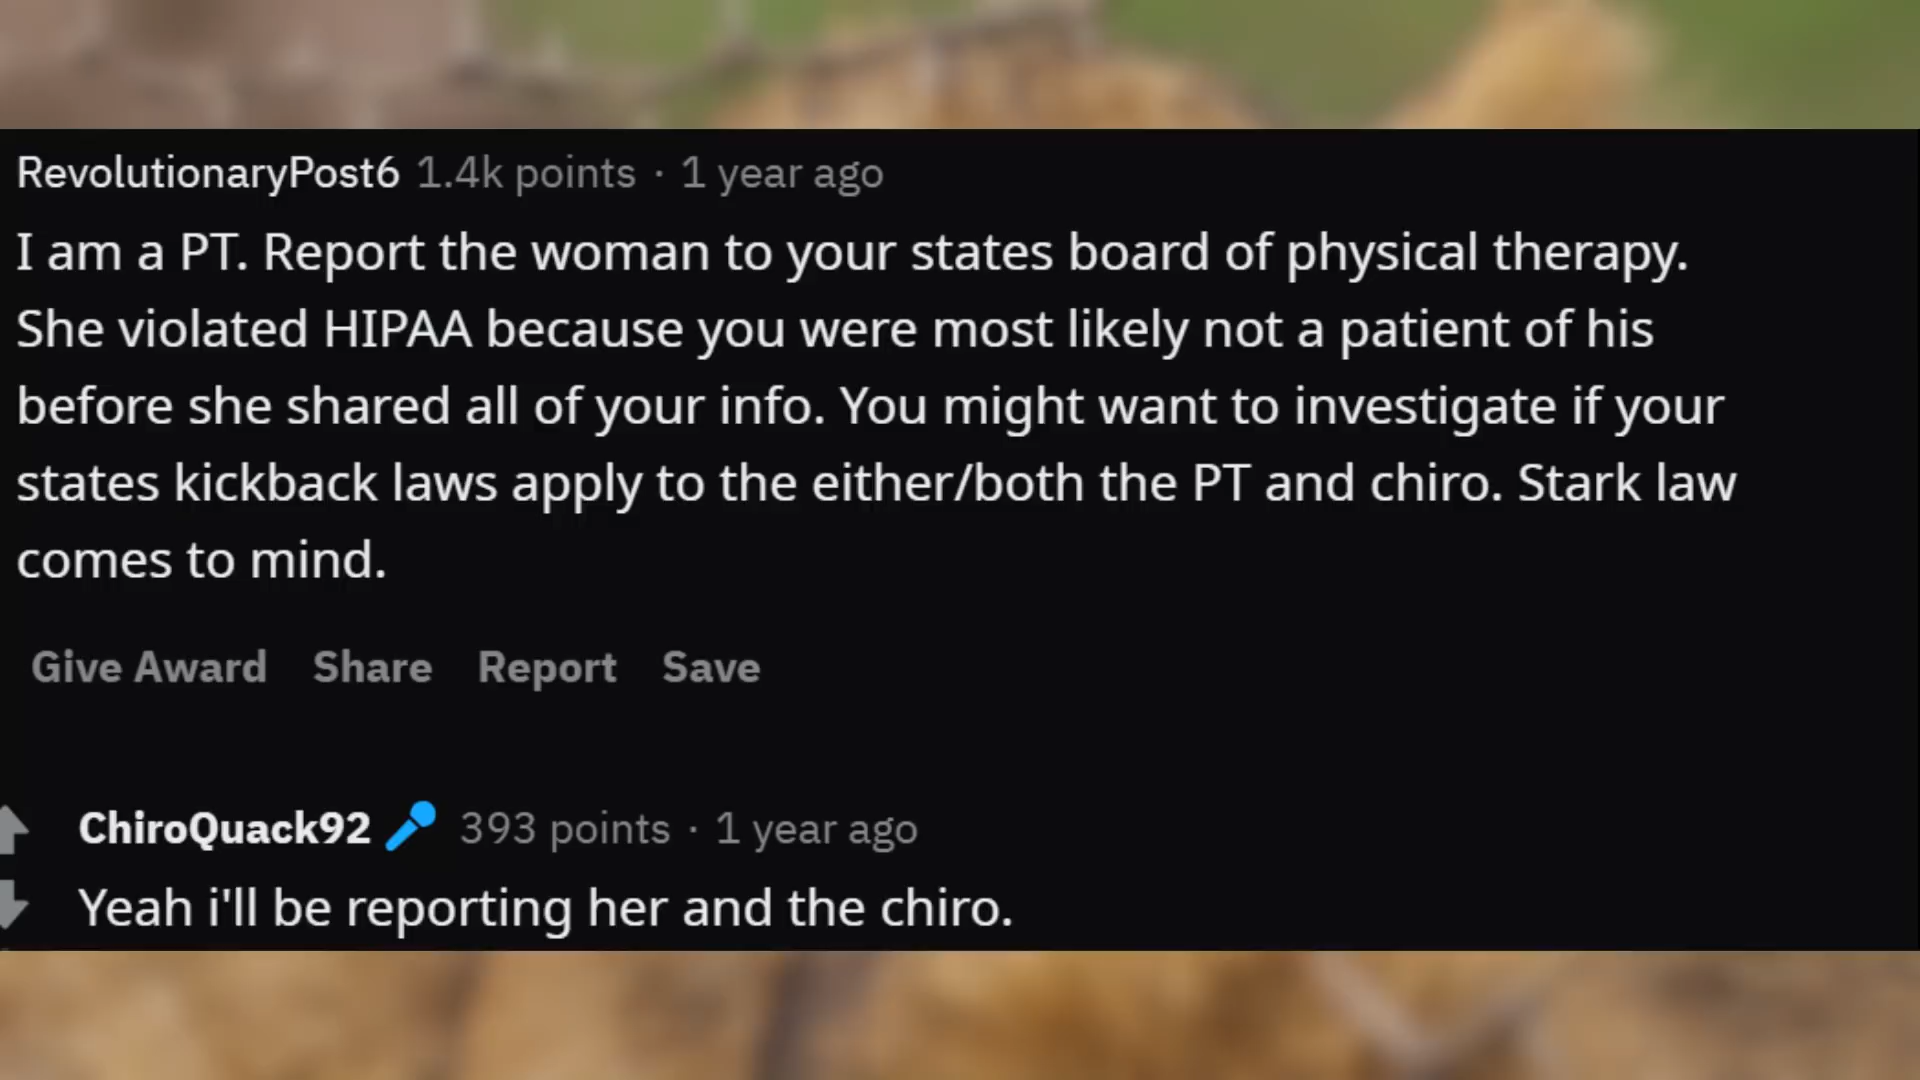 RevolutionaryPost6 1.4k points · 1 year ago
I am a PT. Report the woman to your states board of physical therapy.
She violated HIPAA because you were most likely not a patient of his
before she shared all of your info. You might want to investigate if your
states kickback laws apply to the either/both the PT and chiro. Stark law
comes to mind.
Give Award Share Report Save
ChiroQuack92 393 points · 1 year ago
Yeah i'll be reporting her and the chiro.